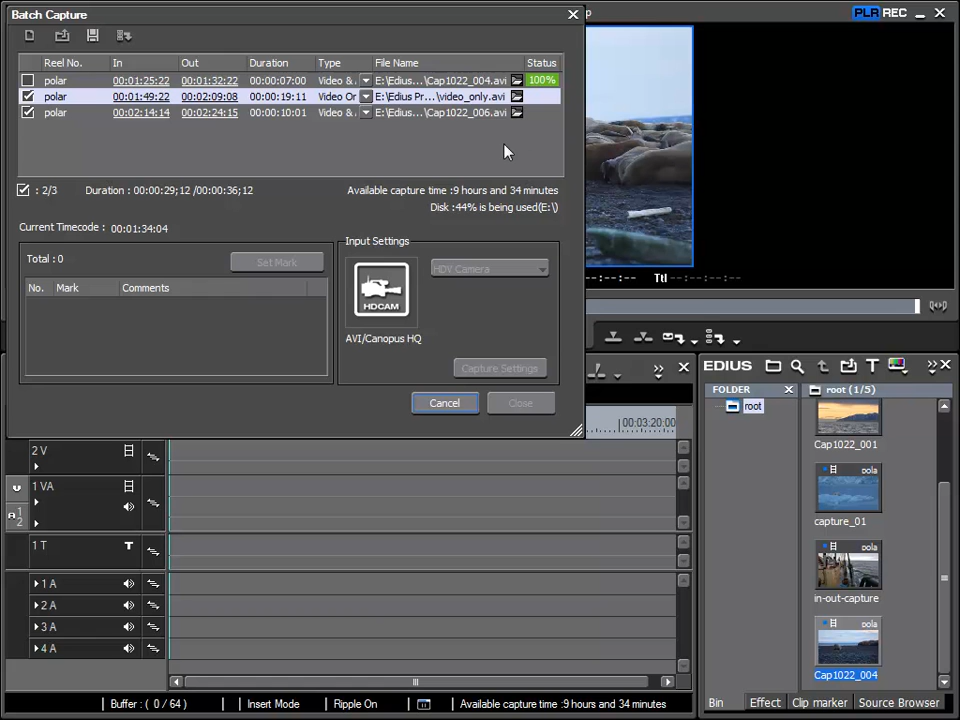 Batch Capture
PLR REC
Reel No. In Out Duration Type File Name Status
polar 00:01:25:22 00:01:32:22 00:00:07:00 Video &. E:\Edius...\Cap1022_004.avi 100%
polar 00:01:49:22 00:02:09:08 00:00:19:11 Video Or E:\Edius Pr...\video_only.avi
polar 00:02:14:14 00:02:24:15 00:00:10:01 Video &. E:\Edius...\Cap1022_006.avi
: 2/3 Duration : 00:00:29;12 /00:00:36;12 Available capture time :9 hours and 34 minutes
Disk :44% is being used(E:\)
Current Timecode : 00:01:34:04
Total : 0 Set Mark
No. Mark Comments
Input Settings
HDV Camera
HDCAM
AVI/Canopus HQ
Capture Settings
Cancel Close
--:--:-- Ttl --:--:--:--
EDIUS
FOLDER root (1/5)
root
Cap1022_001
capture_01
pola
in-out-capture
pola
Cap1022_004
00:03:20:00
2 V
1 VA
1 T T
1 A
2 A
3 A
4 A
Buffer : ( 0 / 64) Insert Mode Ripple On Available capture time :9 hours and 34 minutes
Bin Effect Clip marker Source Browser